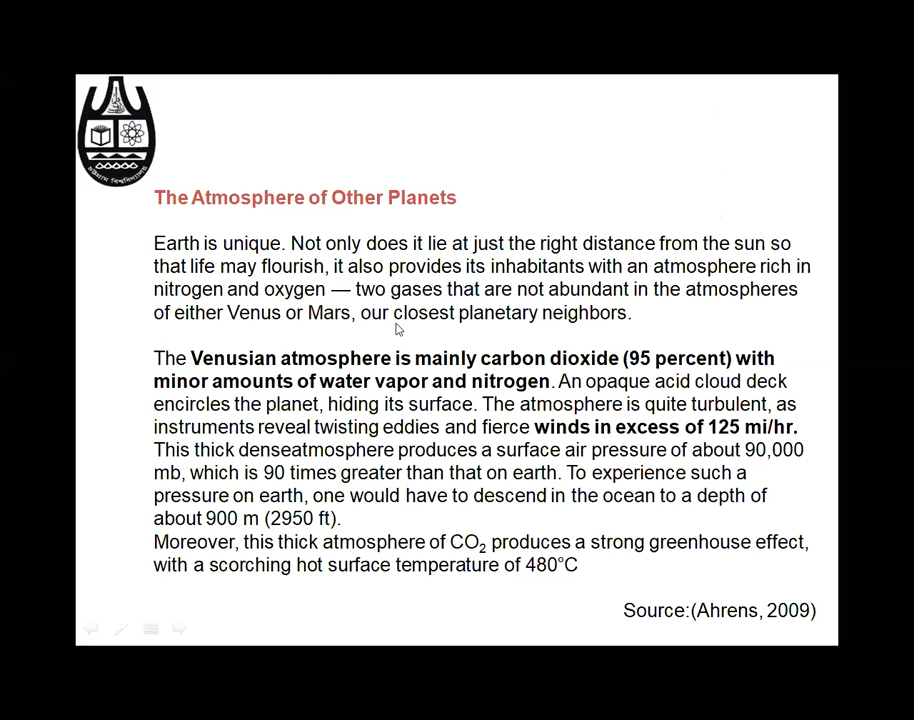 চট্টগ্রাম বিশ্ববিদ্যালয়
The Atmosphere of Other Planets
Earth is unique. Not only does it lie at just the right distance from the sun so
that life may flourish, it also provides its inhabitants with an atmosphere rich in
nitrogen and oxygen — two gases that are not abundant in the atmospheres
of either Venus or Mars, our closest planetary neighbors.
The Venusian atmosphere is mainly carbon dioxide (95 percent) with
minor amounts of water vapor and nitrogen. An opaque acid cloud deck
encircles the planet, hiding its surface. The atmosphere is quite turbulent, as
instruments reveal twisting eddies and fierce winds in excess of 125 mi/hr.
This thick denseatmosphere produces a surface air pressure of about 90,000
mb, which is 90 times greater than that on earth. To experience such a
pressure on earth, one would have to descend in the ocean to a depth of
about 900 m (2950 ft).
Moreover, this thick atmosphere of CO₂ produces a strong greenhouse effect,
with a scorching hot surface temperature of 480°C
Source:(Ahrens, 2009)